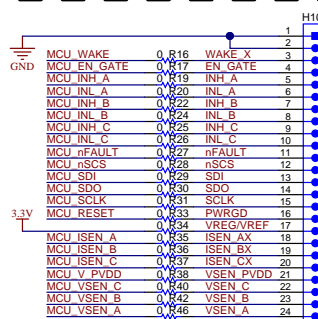 H10
1
2
MCU_WAKE 0 R16 WAKE_X 3
GND MCU_EN_GATE 0 R17 EN_GATE 4
MCU_INH_A 0 R19 INH_A 5
MCU_INL_A 0 R20 INL_A 6
MCU_INH_B 0 R22 INH_B 7
MCU_INL_B 0 R24 INL_B 8
MCU_INH_C 0 R25 INH_C 9
MCU_INL_C 0 R26 INL_C 10
MCU_nFAULT 0 R27 nFAULT 11
MCU_nSCS 0 R28 nSCS 12
MCU_SDI 0 R29 SDI 13
MCU_SDO 0 R30 SDO 14
MCU_SCLK 0 R31 SCLK 15
3.3V MCU_RESET 0 R33 PWRGD 16
0 R34 VREG/VREF 17
MCU_ISEN_A 0 R35 ISEN_AX 18
MCU_ISEN_B 0 R36 ISEN_BX 19
MCU_ISEN_C 0 R37 ISEN_CX 20
MCU_V_PVDD 0 R38 VSEN_PVDD 21
MCU_VSEN_C 0 R40 VSEN_C 22
MCU_VSEN_B 0 R42 VSEN_B 23
MCU_VSEN_A 0 R46 VSEN_A 24